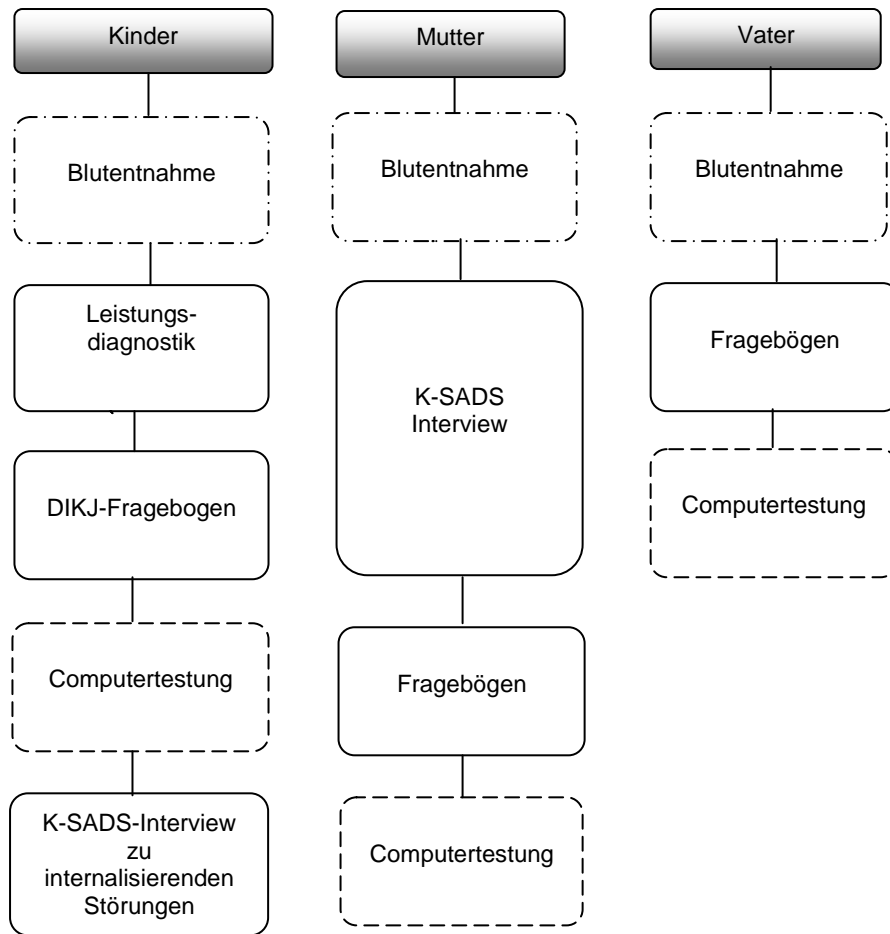 Kinder
Blutentnahme
Leistungs-
diagnostik
DIKJ-Fragebogen
Computertestung
K-SADS-Interview
zu
internalisierenden
Störungen
Mutter
Blutentnahme
K-SADS
Interview
Fragebögen
Computertestung
Vater
Blutentnahme
Fragebögen
Computertestung